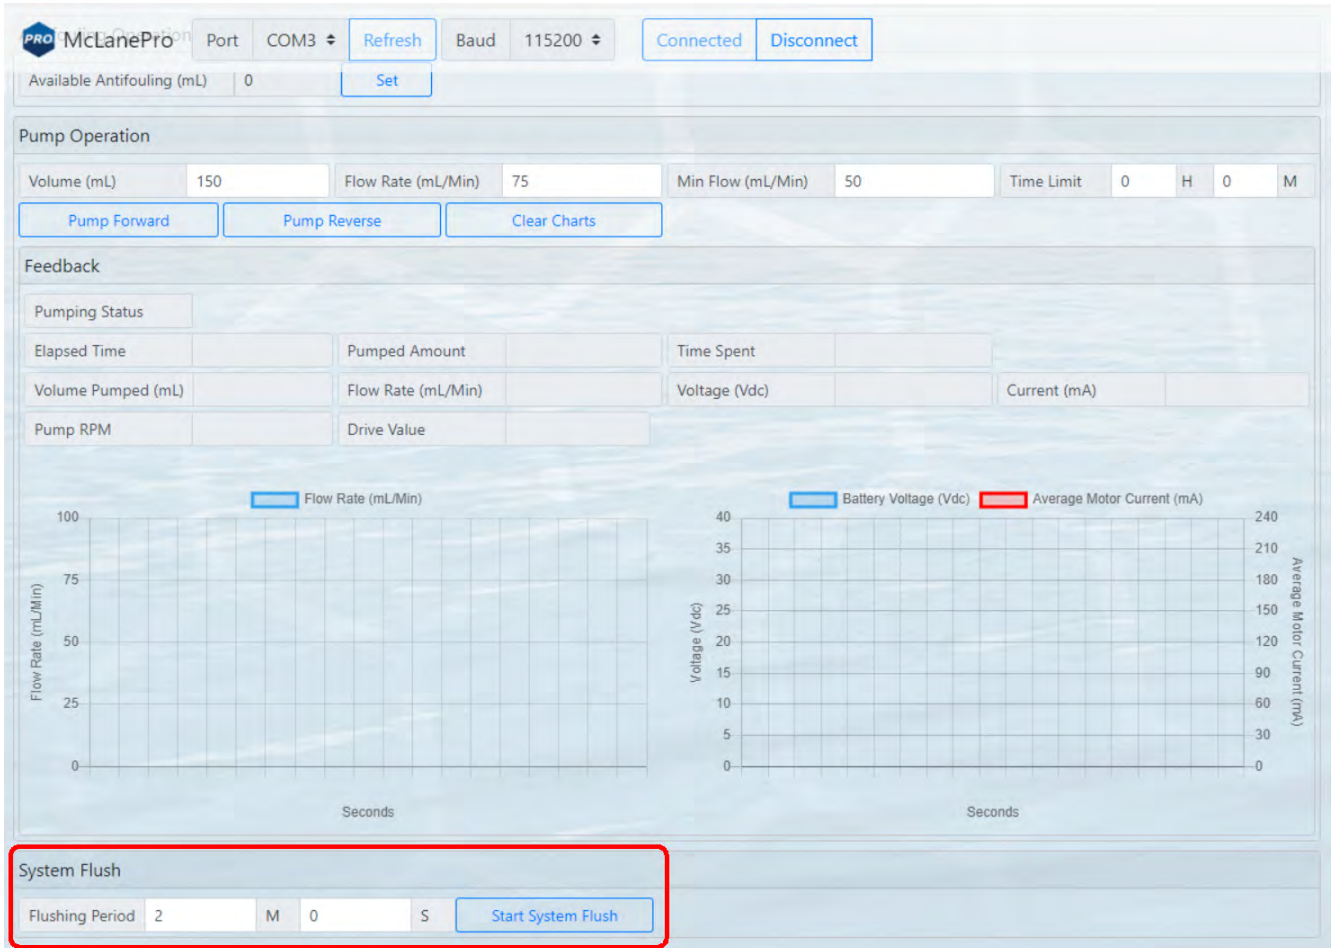 Antifouling Operation
PRO McLanePro Port COM3 Refresh Baud 115200 Connected Disconnect
Available Antifouling (mL) 0 Set
Pump Operation
Volume (mL) 150 Flow Rate (mL/Min) 75 Min Flow (mL/Min) 50 Time Limit 0 H 0 M
Pump Forward Pump Reverse Clear Charts
Feedback
Pumping Status
Elapsed Time Pumped Amount Time Spent
Volume Pumped (mL) Flow Rate (mL/Min) Voltage (Vdc) Current (mA)
Pump RPM Drive Value
Flow Rate (mL/Min)
100
75
50
25
0
Flow Rate (mL/Min)
Seconds
Battery Voltage (Vdc) Average Motor Current (mA)
40 240
35 210
30 180
25 150
20 120
15 90
10 60
5 30
0 0
Voltage (Vdc)
Average Motor Current (mA)
Seconds
System Flush
Flushing Period 2 M 0 S Start System Flush